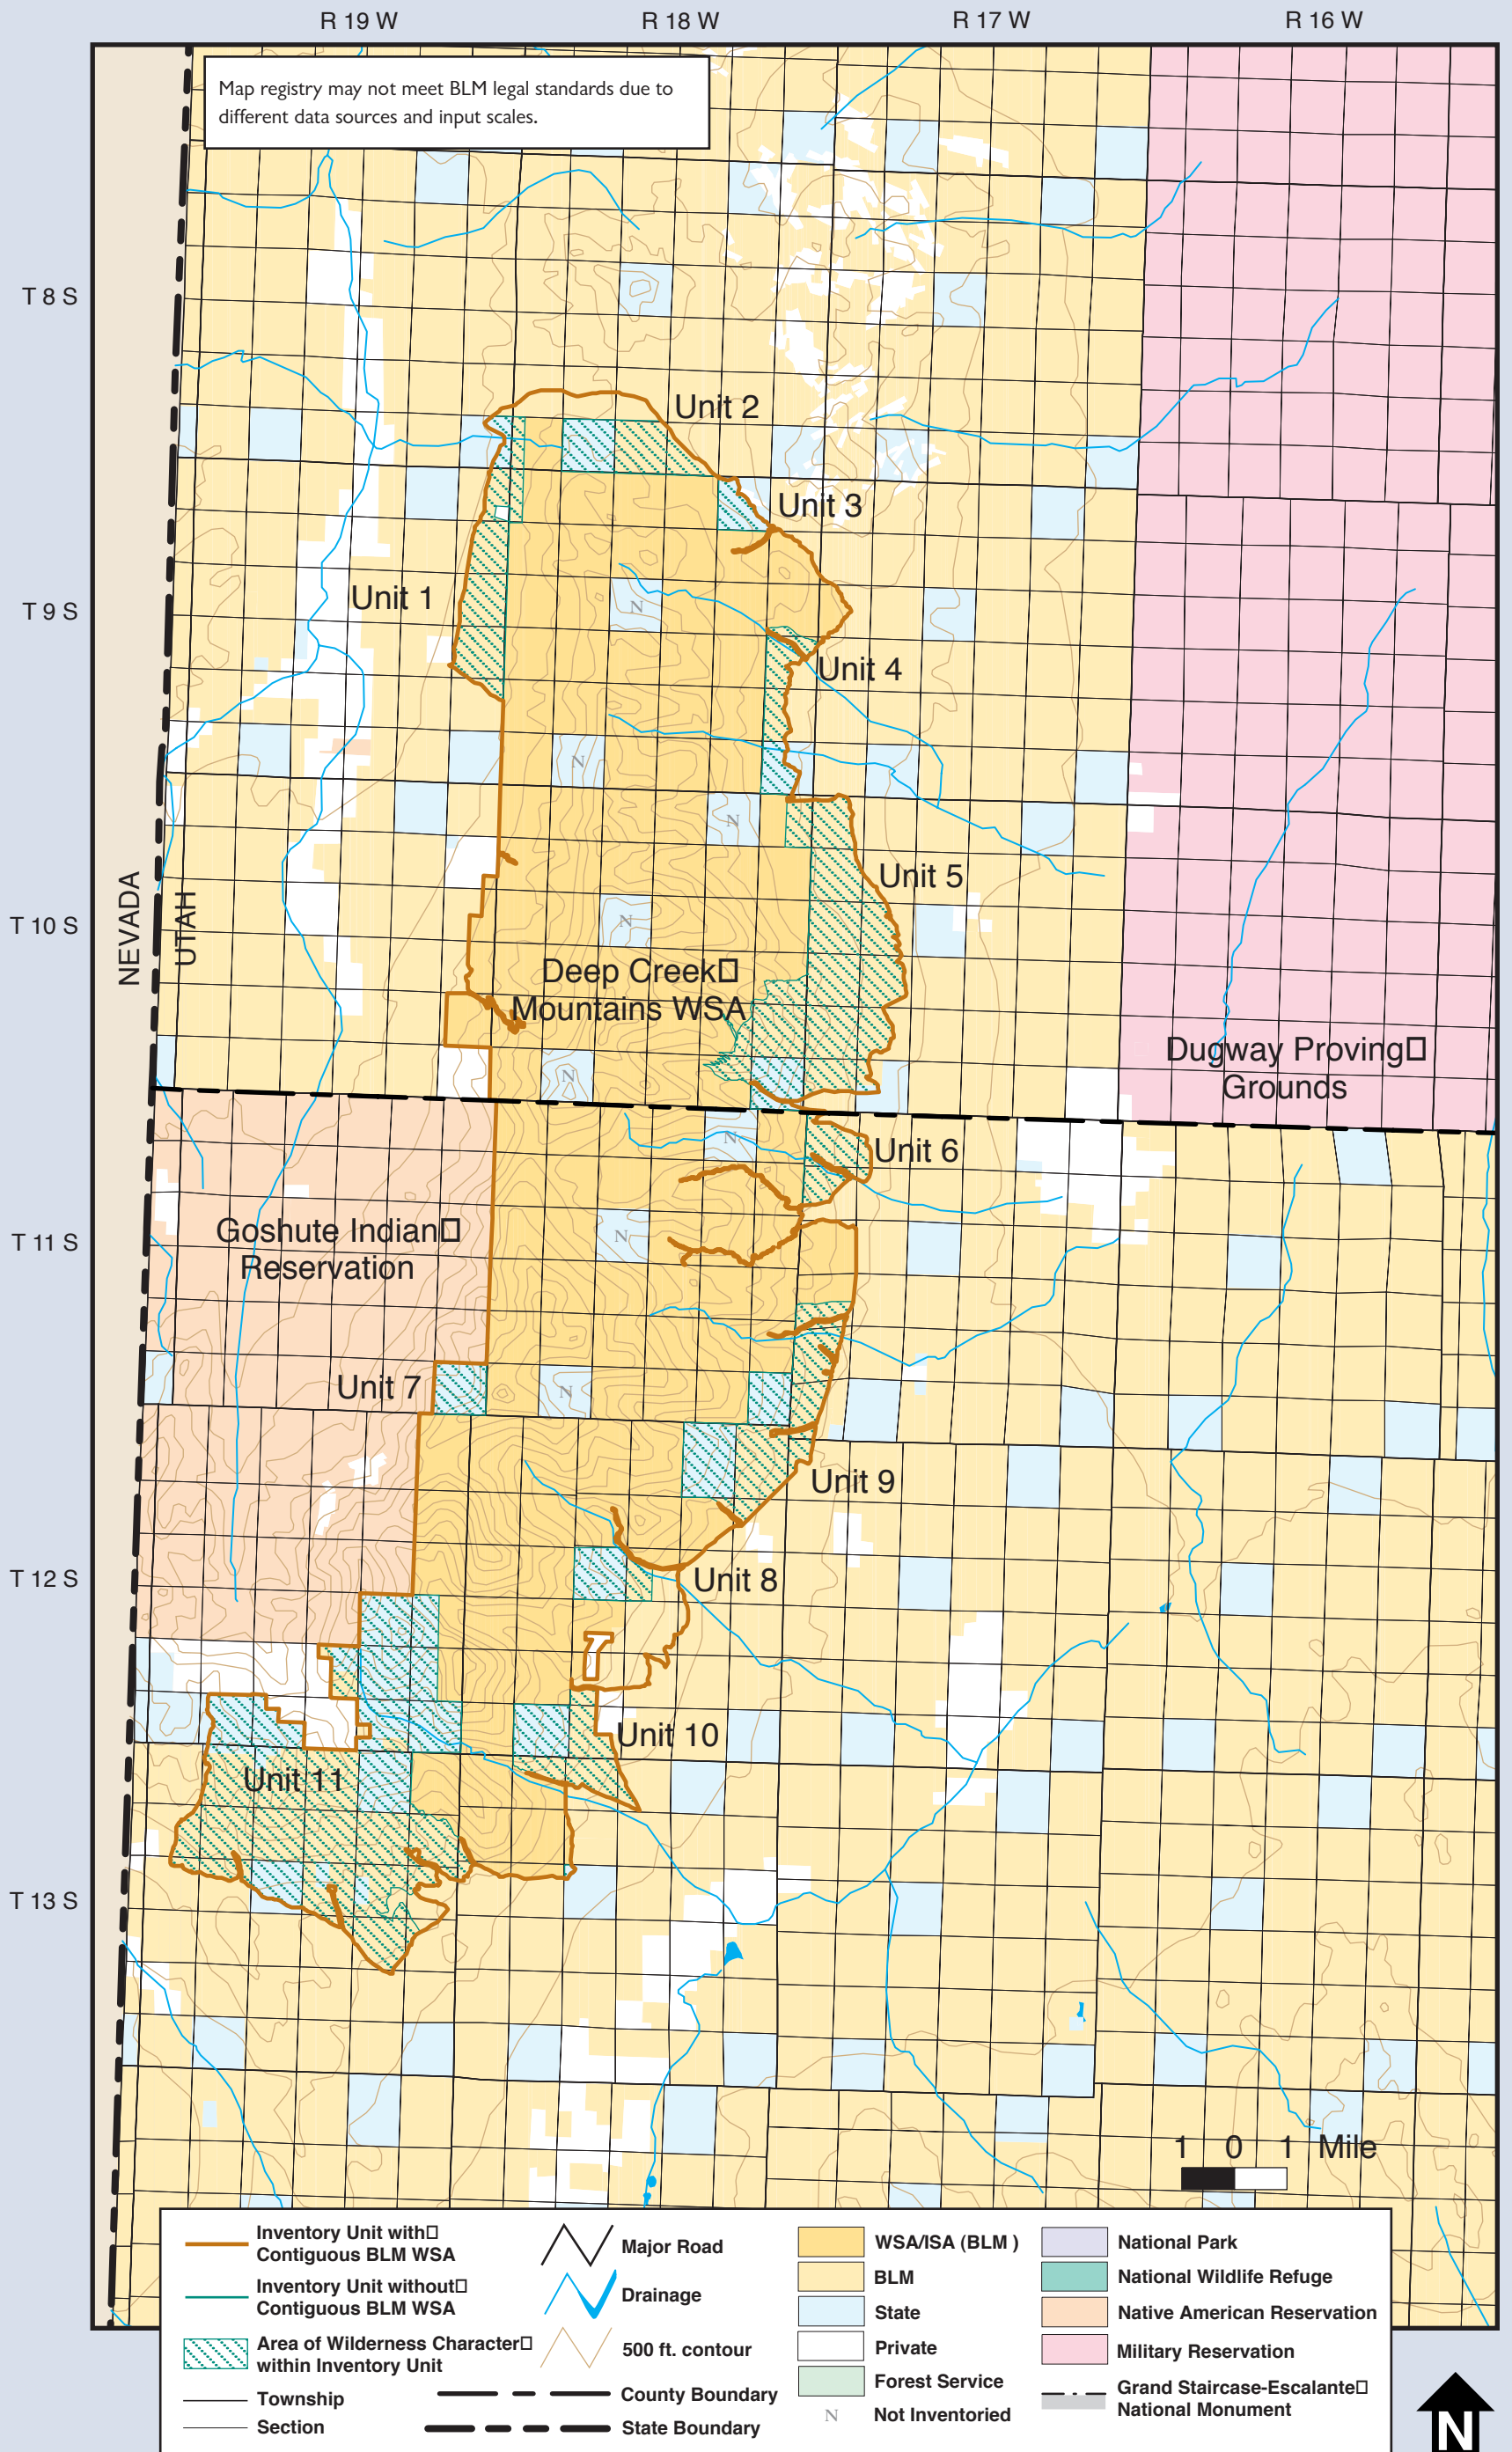 R 19 W
R 18 W
R 17 W
R 16 W
Map registry may not meet BLM legal standards due to
different data sources and input scales.
T 8 S
Unit 2
Unit 3
Unit 1
N
T 9 S
Unit 4
N
N
Unit 5
NEVADA
UTAH
N
T 10 S
Deep Creek
Mountains WSA
Dugway Proving
Grounds
N
N
Unit 6
Goshute Indian
Reservation
N
T 11 S
Unit 7
N
Unit 9
T 12 S
Unit 8
Unit 10
Unit 11
T 13 S
1 0 1 Mile
Inventory Unit with
Contiguous BLM WSA
Inventory Unit without
Contiguous BLM WSA
Area of Wilderness Character
within Inventory Unit
Township
Section
Major Road
Drainage
500 ft. contour
County Boundary
State Boundary
WSA/ISA (BLM )
BLM
State
Private
Forest Service
N Not Inventoried
National Park
National Wildlife Refuge
Native American Reservation
Military Reservation
Grand Staircase-Escalante
National Monument
N